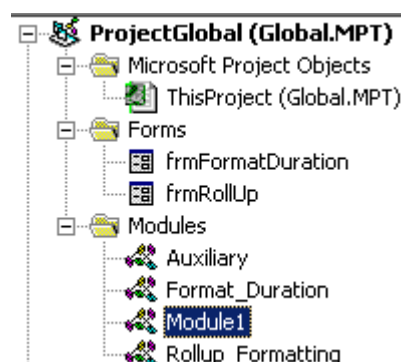 ProjectGlobal (Global.MPT)
Microsoft Project Objects
ThisProject (Global.MPT)
Forms
frmFormatDuration
frmRollUp
Modules
Auxiliary
Format_Duration
Module1
Rollup_Formatting